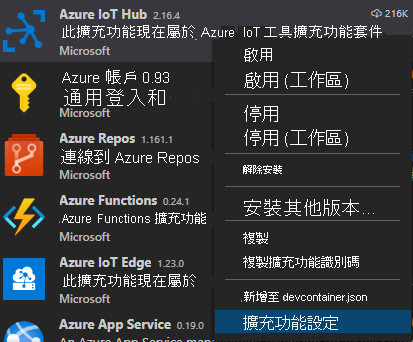 Azure IoT Hub 2.16.4 216K
此擴充功能現在屬於 Azure IoT 工具擴充功能套件
Microsoft
Azure 帳戶 0.93
通用登入和
Microsoft
Azure Repos 1.161.1
連線到 Azure Repos
Microsoft
Azure Functions 0.24.1
Azure Functions 擴充功能
Microsoft
Azure IoT Edge 1.23.0
此擴充功能現在屬於
Microsoft
Azure App Service 0.19.0
An Azure App Service man
啟用
啟用 (工作區)
停用
停用 (工作區)
解除安裝
安裝其他版本...
複製
複製擴充功能識別碼
新增至 devcontainer.json
擴充功能設定